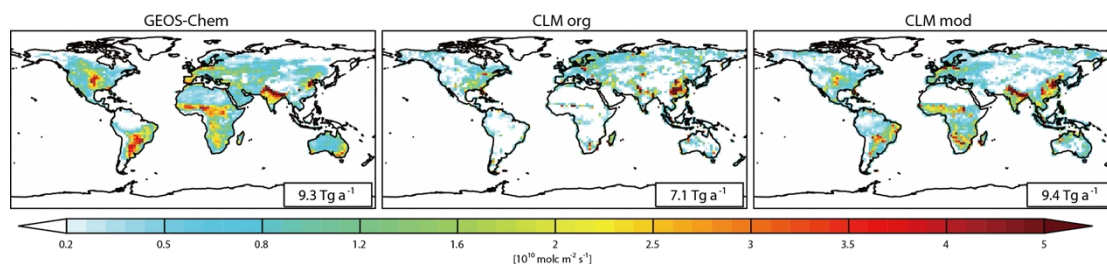 GEOS-Chem CLM org CLM mod
9.3 Tg a⁻¹ 7.1 Tg a⁻¹ 9.4 Tg a⁻¹
0.2 0.5 0.8 1.2 1.6 2 2.5 3 3.5 4 5
[10¹⁰ molc m⁻² s⁻¹]